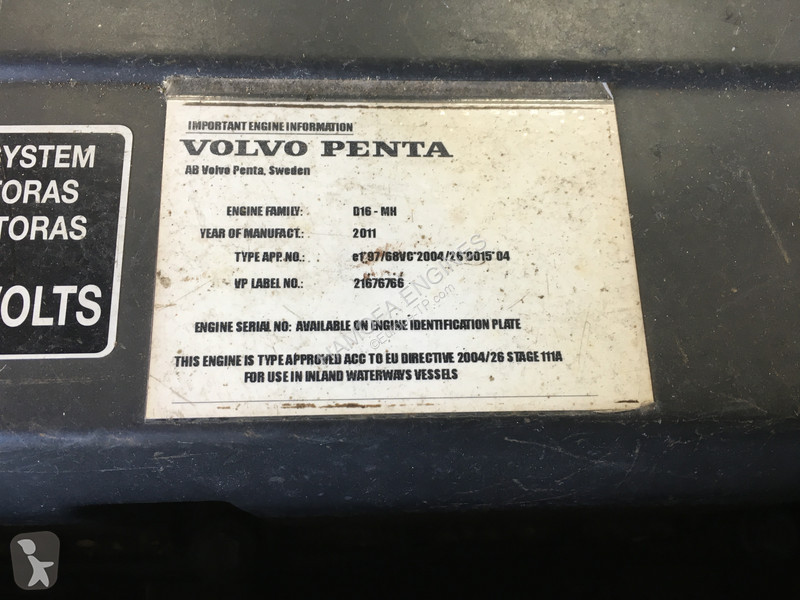 YSTEM
TORAS
TORAS
VOLTS
IMPORTANT ENGINE INFORMATION
VOLVO PENTA
AB Volvo Penta, Sweden
ENGINE FAMILY: D16 - MH
YEAR OF MANUFACT.: 2011
TYPE APP.NO.: e1*97/68VC*2004/26*0015*04
VP LABEL NO.: 21676766
ENGINE SERIAL NO: AVAILABLE ON ENGINE IDENTIFICATION PLATE
THIS ENGINE IS TYPE APPROVED ACC TO EU DIRECTIVE 2004/26 STAGE 111A
FOR USE IN INLAND WATERWAYS VESSELS